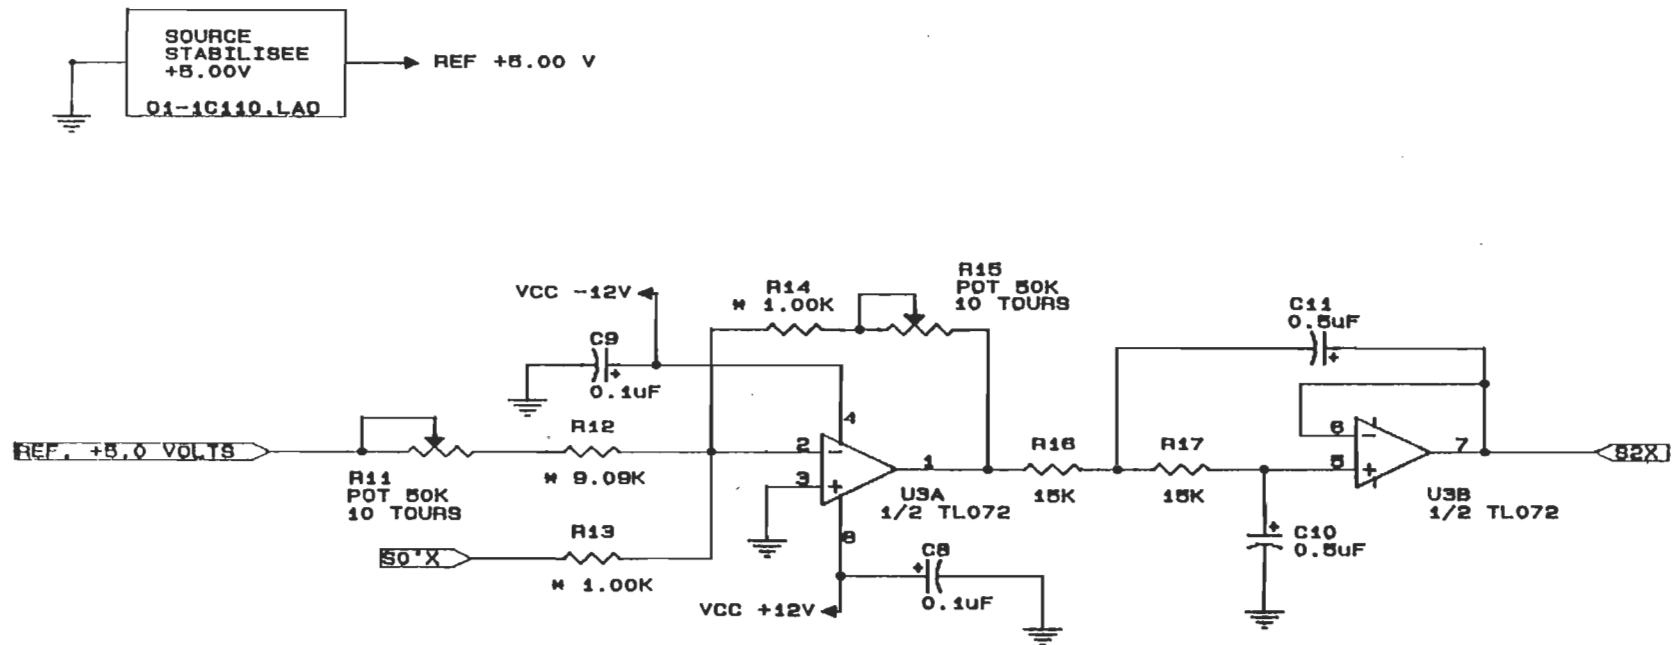 SOURCE
STABILISEE
+5.00V
01-1C110.LAO
REF +5.00 V
R15
POT 50K
10 TOURS
R14
* 1.00K
VCC -12V
C11
0.5uF
+
C9
+
0.1uF
4
R12
* 9.09K
REF. +5.0 VOLTS
R11
POT 50K
10 TOURS
2
-
3
+
1
U3A
1/2 TL072
8
R16
15K
R17
15K
6
-
5
+
7
U3B
1/2 TL072
S2X
R13
* 1.00K
S0'X
C8
+
0.1uF
VCC +12V
+
C10
0.5uF